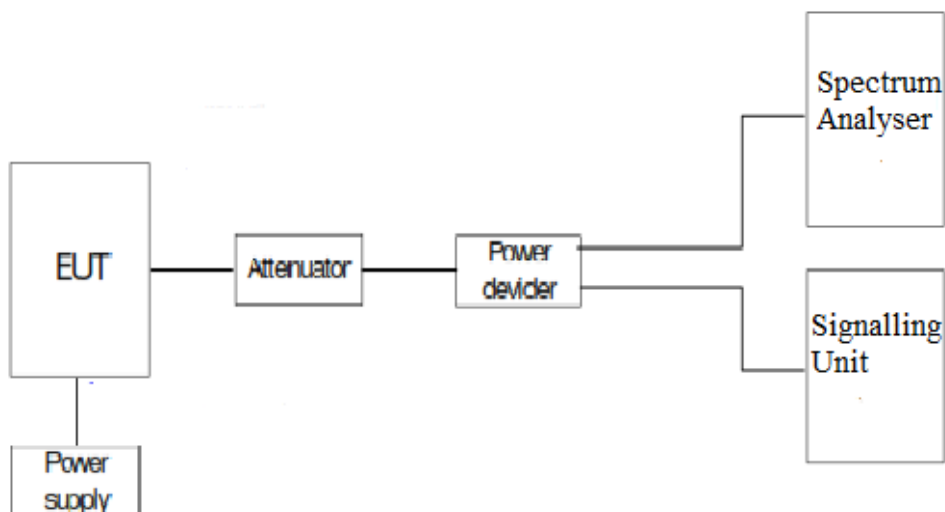 Spectrum
Analyser
EUT
Attenuator
Power
devider
Signalling
Unit
Power
supply